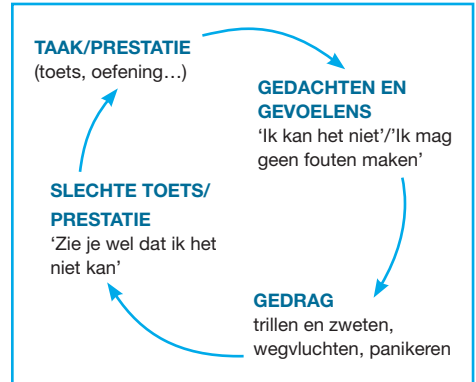 TAAK/PRESTATIE
(toets, oefening…)
GEDACHTEN EN
GEVOELENS
‘Ik kan het niet’/’Ik mag
geen fouten maken’
GEDRAG
trillen en zweten,
wegvluchten, panikeren
SLECHTE TOETS/
PRESTATIE
‘Zie je wel dat ik het
niet kan’